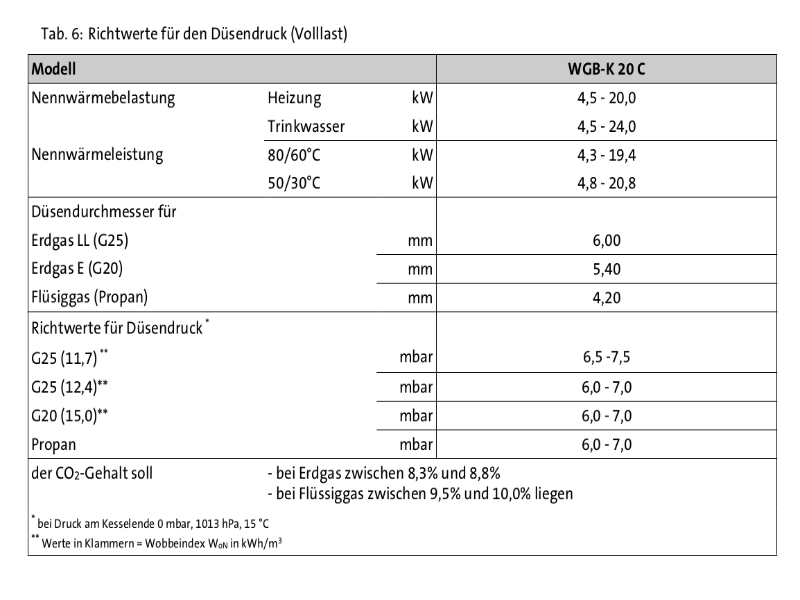 Tab. 6: Richtwerte für den Düsendruck (Volllast)
Modell WGB-K 20 C
Nennwärmebelastung Heizung kW 4,5 - 20,0
Trinkwasser kW 4,5 - 24,0
Nennwärmeleistung 80/60°C kW 4,3 - 19,4
50/30°C kW 4,8 - 20,8
Düsendurchmesser für
Erdgas LL (G25) mm 6,00
Erdgas E (G20) mm 5,40
Flüsiggas (Propan) mm 4,20
Richtwerte für Düsendruck *
G25 (11,7) ** mbar 6,5 -7,5
G25 (12,4)** mbar 6,0 - 7,0
G20 (15,0)** mbar 6,0 - 7,0
Propan mbar 6,0 - 7,0
der CO₂-Gehalt soll - bei Erdgas zwischen 8,3% und 8,8%
- bei Flüssiggas zwischen 9,5% und 10,0% liegen
* bei Druck am Kesselende 0 mbar, 1013 hPa, 15 °C
** Werte in Klammern = Wobbeindex WₒN in kWh/m³